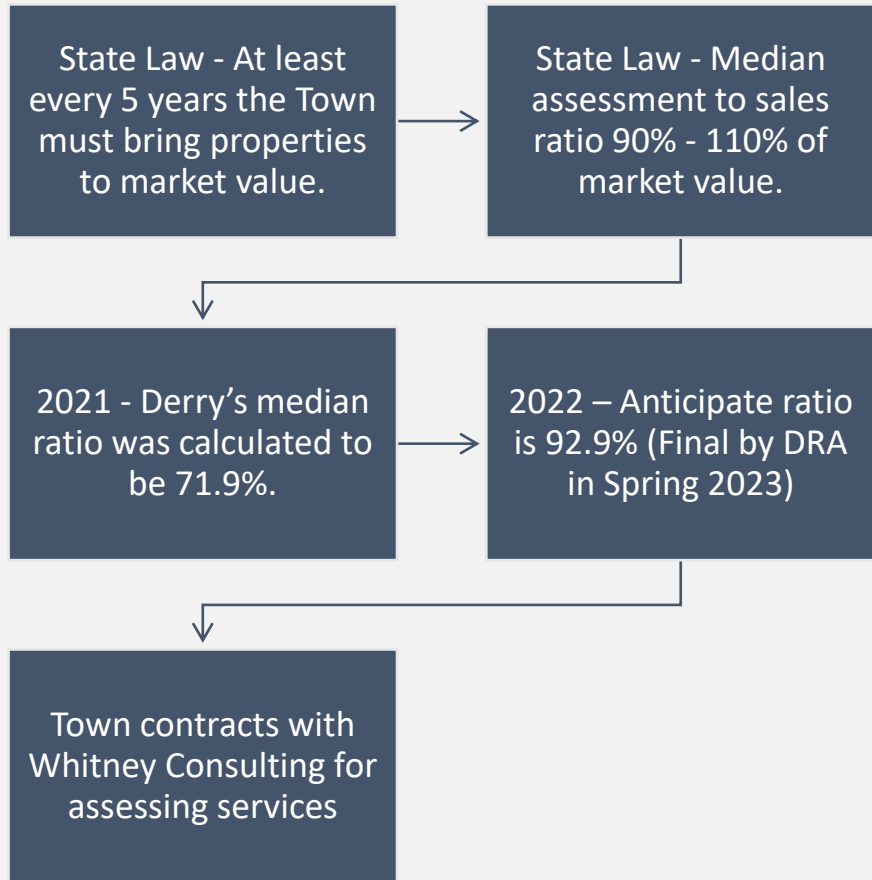 State Law - At least
every 5 years the Town
must bring properties
to market value.
State Law - Median
assessment to sales
ratio 90% - 110% of
market value.
2021 - Derry’s median
ratio was calculated to
be 71.9%.
2022 – Anticipate ratio
is 92.9% (Final by DRA
in Spring 2023)
Town contracts with
Whitney Consulting for
assessing services